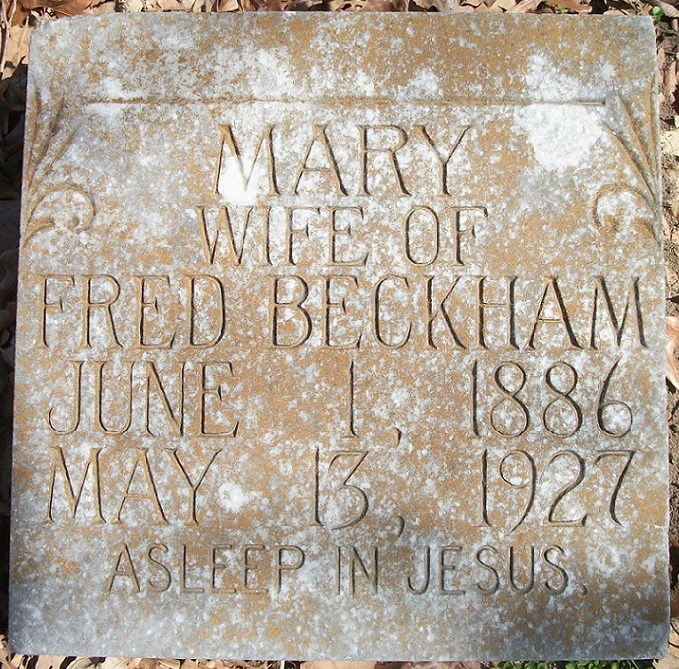 MARY
WIFE OF
FRED BECKHAM
JUNE 1, 1886
MAY 13, 1927
ASLEEP IN JESUS.